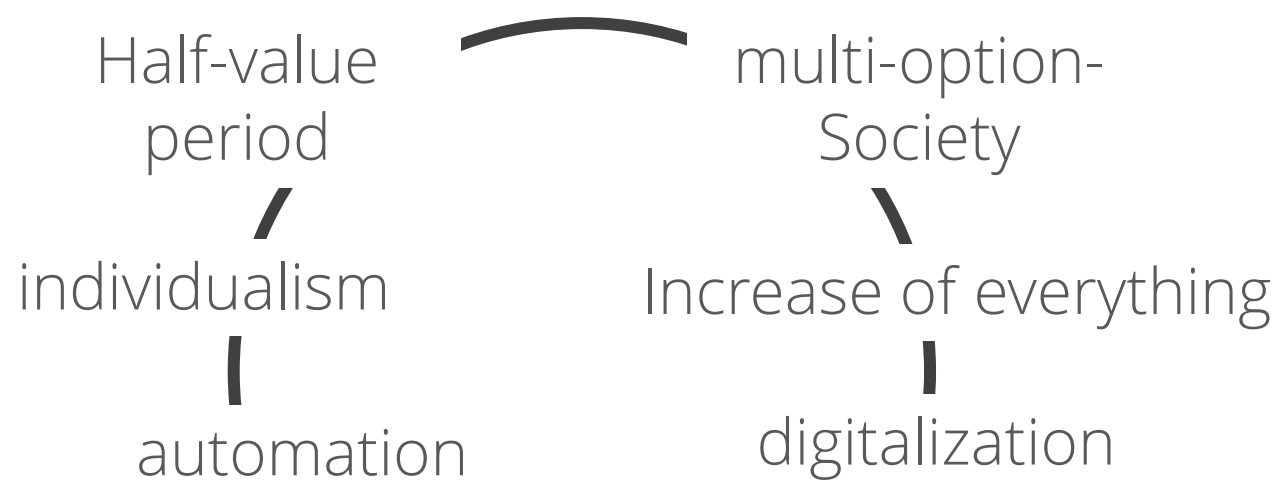 Half-value
period
multi-option-
Society
individualism
Increase of everything
automation
digitalization